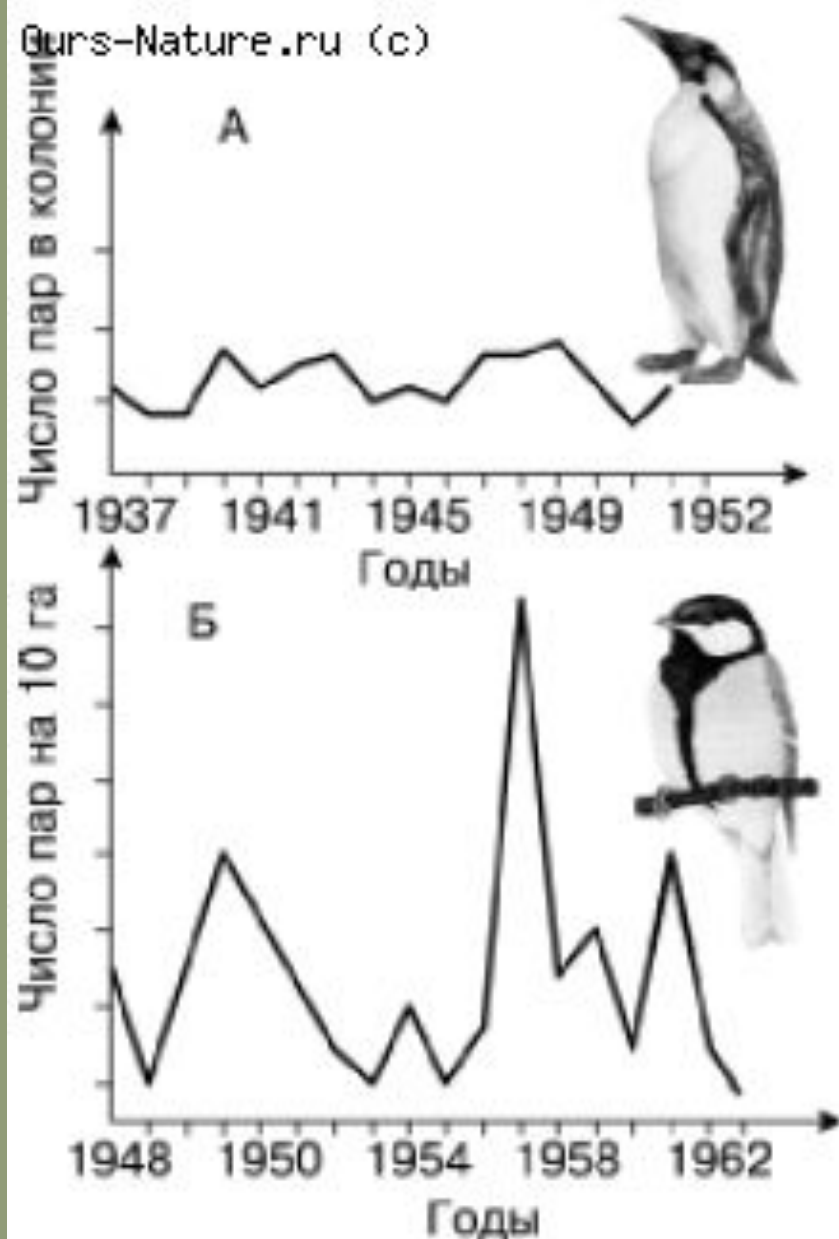 Ours-Nature.ru (c)
Число пар в колонии
А
1937 1941 1945 1949 1952
Годы
Число пар на 10 га
Б
1948 1950 1954 1958 1962
Годы